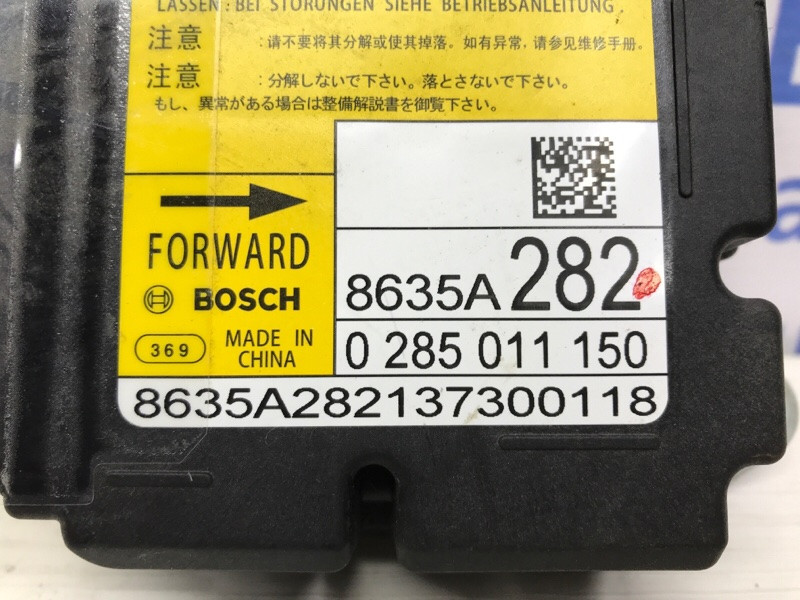 LASSEN. BEI STÖRUNGEN SIEHE BETRIEBSANLEITUNG.
注意 : 请不要将其分解或使其掉落。如有异常，请参见维修手册。
注意 : 分解しないで下さい。落とさないで下さい。
もし、異常がある場合は整備解説書を御覧下さい。
FORWARD
BOSCH
369
MADE IN
CHINA
8635A 282
0 285 011 150
8635A282137300118